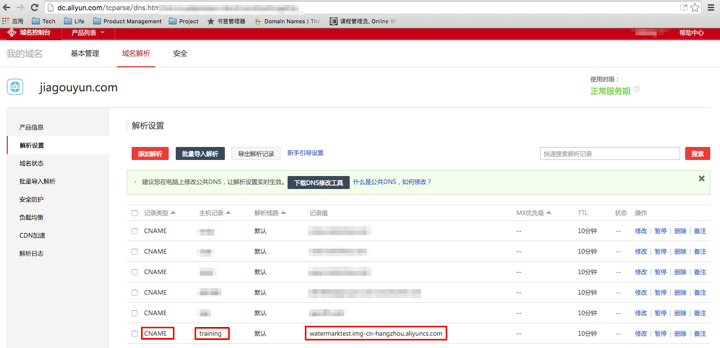 dc.aliyun.com/tcparse/dns.htm
应用 Tech Life Product Management Project 书签管理器 Domain Names | The 课程管理员, Online W
域名控制台 产品列表 帮助中心
我的域名 基本管理 域名解析 安全
jiagouyun.com
使用时限：
正常服务期
产品信息
解析设置
域名状态
批量导入解析
安全防护
负载均衡
CDN加速
解析日志
解析设置
添加解析 批量导入解析 导出解析记录 新手引导设置 快速搜索解析记录 搜索
建议您在电脑上修改公共DNS，让解析设置实时生效。 下载DNS修改工具 什么是公共DNS，如何修改？
记录类型 主机记录 解析线路 记录值 MX优先级 TTL 状态 操作
CNAME 默认 -- 10分钟 -- 修改 | 暂停 | 删除 | 备注
CNAME 默认 -- 10分钟 -- 修改 | 暂停 | 删除 | 备注
CNAME 默认 -- 10分钟 -- 修改 | 暂停 | 删除 | 备注
CNAME 默认 -- 10分钟 -- 修改 | 暂停 | 删除 | 备注
CNAME 默认 -- 10分钟 -- 修改 | 暂停 | 删除 | 备注
CNAME training 默认 watermarktest.img-cn-hangzhou.aliyuncs.com -- 10分钟 -- 修改 | 暂停 | 删除 | 备注